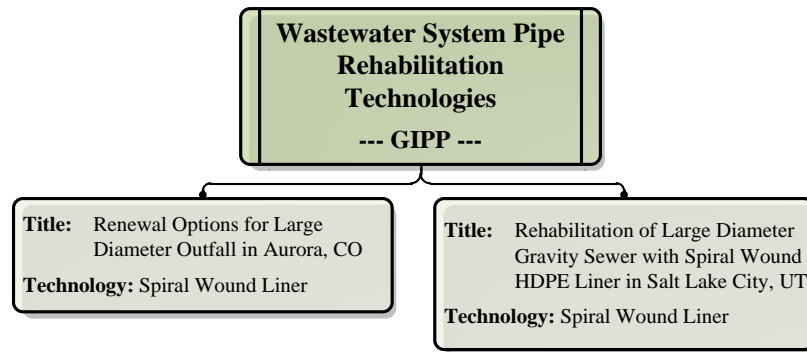 Wastewater System Pipe
Rehabilitation
Technologies
--- GIPP ---
Title: Renewal Options for Large
Diameter Outfall in Aurora, CO
Technology: Spiral Wound Liner
Title: Rehabilitation of Large Diameter
Gravity Sewer with Spiral Wound
HDPE Liner in Salt Lake City, UT
Technology: Spiral Wound Liner